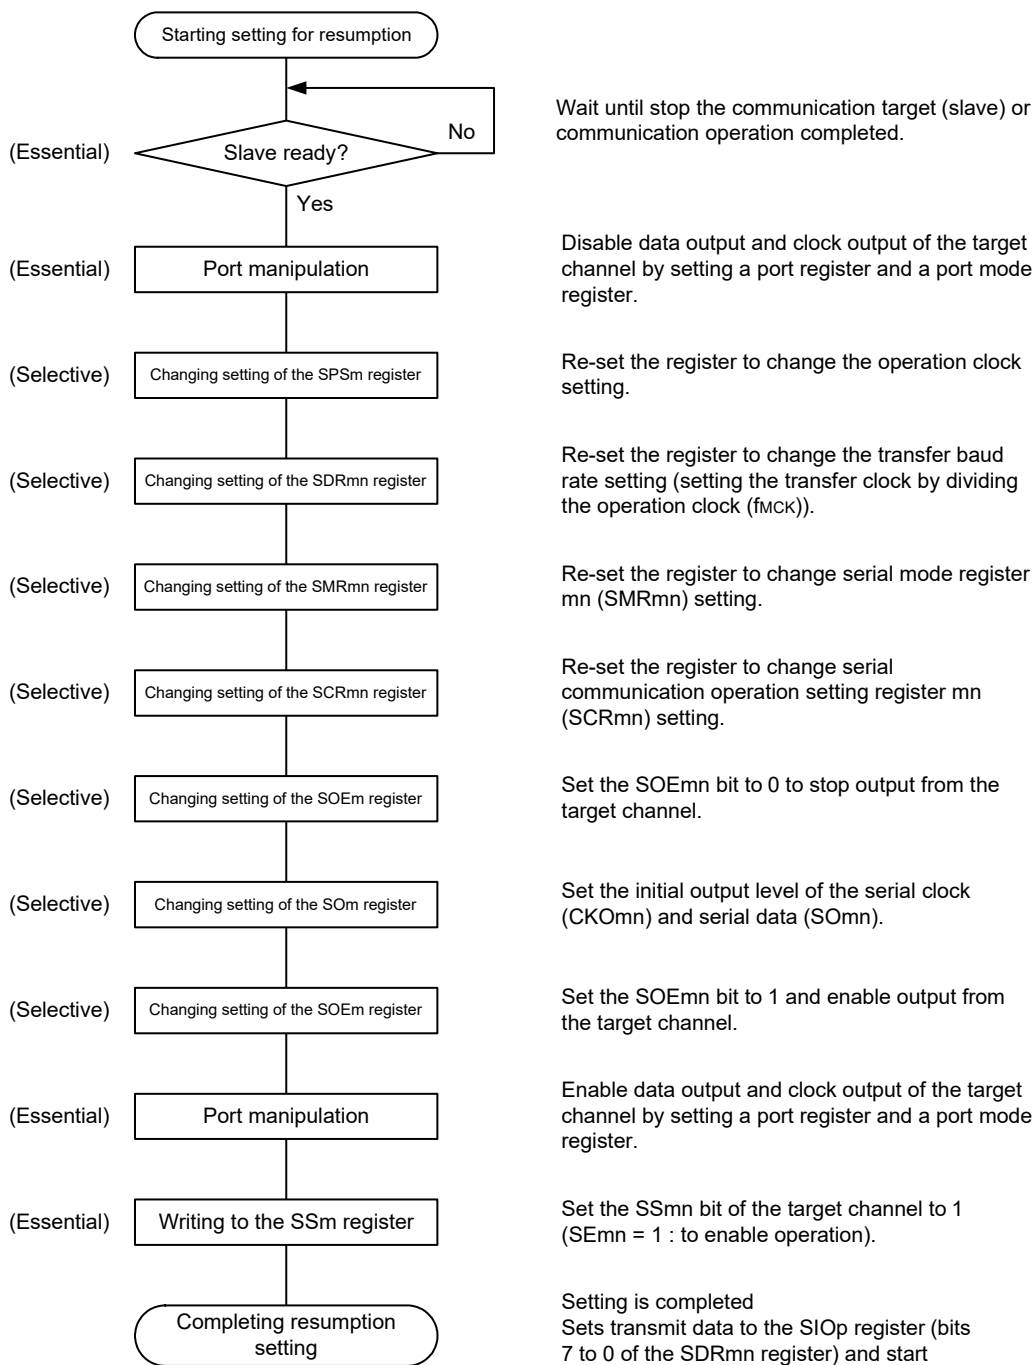 Starting setting for resumption
Wait until stop the communication target (slave) or
communication operation completed.
(Essential)
Slave ready?
No
Yes
(Essential)
Port manipulation
Disable data output and clock output of the target
channel by setting a port register and a port mode
register.
(Selective)
Changing setting of the SPSm register
Re-set the register to change the operation clock
setting.
(Selective)
Changing setting of the SDRmn register
Re-set the register to change the transfer baud
rate setting (setting the transfer clock by dividing
the operation clock (fMCK)).
(Selective)
Changing setting of the SMRmn register
Re-set the register to change serial mode register
mn (SMRmn) setting.
(Selective)
Changing setting of the SCRmn register
Re-set the register to change serial
communication operation setting register mn
(SCRmn) setting.
(Selective)
Changing setting of the SOEm register
Set the SOEmn bit to 0 to stop output from the
target channel.
(Selective)
Changing setting of the SOm register
Set the initial output level of the serial clock
(CKOmn) and serial data (SOmn).
(Selective)
Changing setting of the SOEm register
Set the SOEmn bit to 1 and enable output from
the target channel.
(Essential)
Port manipulation
Enable data output and clock output of the target
channel by setting a port register and a port mode
register.
(Essential)
Writing to the SSm register
Set the SSmn bit of the target channel to 1
(SEmn = 1 : to enable operation).
Completing resumption
setting
Setting is completed
Sets transmit data to the SIOp register (bits
7 to 0 of the SDRmn register) and start